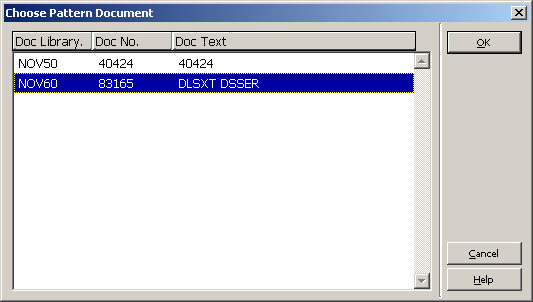 Choose Pattern Document
Doc Library. Doc No. Doc Text
NOV50 40424 40424
NOV60 83165 DLSXT DSSER
OK
Cancel
Help